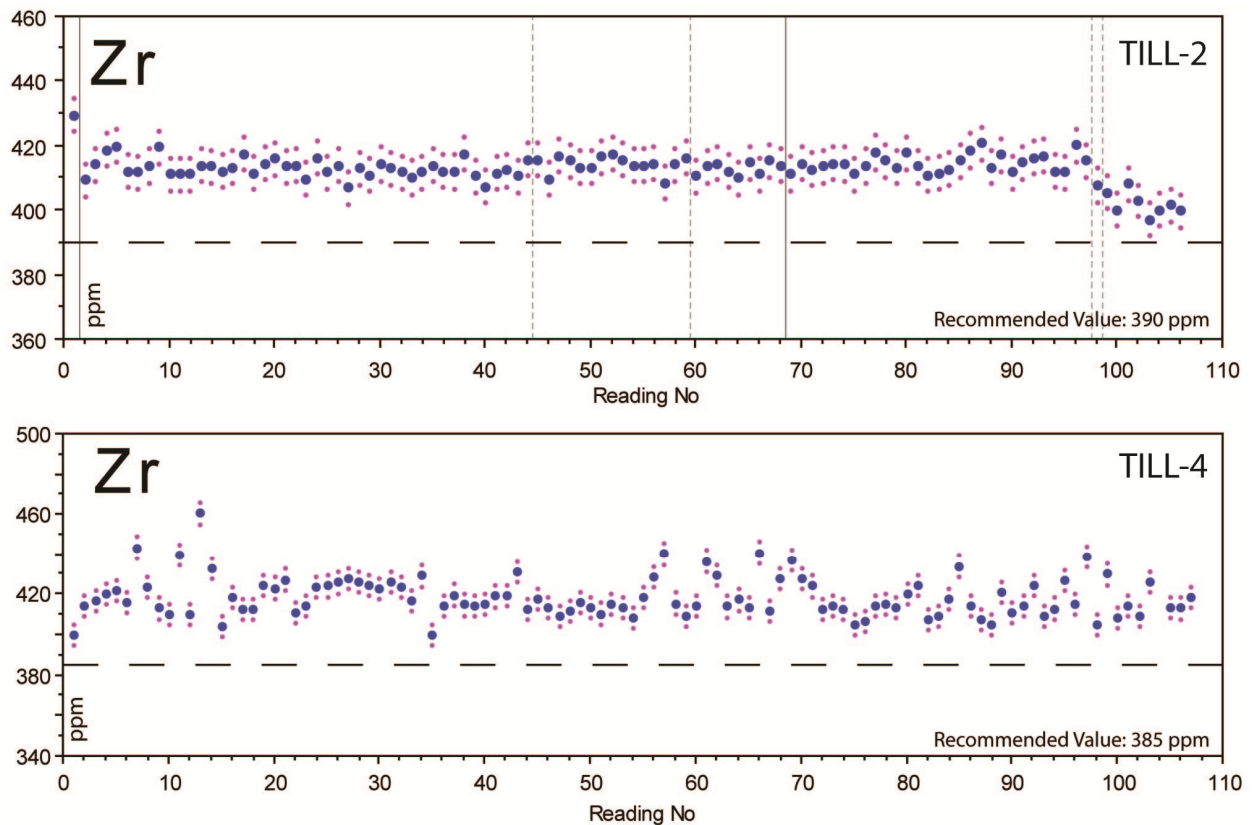 460
Zr
TILL-2
440
420
400
380
ppm
Recommended Value: 390 ppm
360
0 10 20 30 40 50 60 70 80 90 100 110
Reading No
500
Zr
TILL-4
460
420
380
ppm
Recommended Value: 385 ppm
340
0 10 20 30 40 50 60 70 80 90 100 110
Reading No